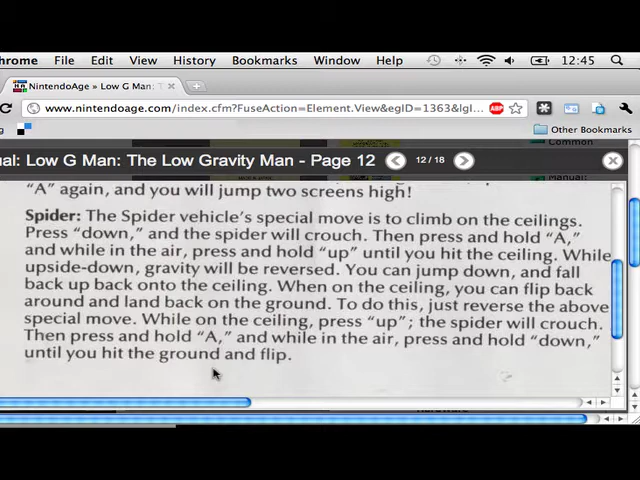 hrome File Edit View History Bookmarks Window Help 12:45
NintendoAge » Low G Man: T
www.nintendoage.com/index.cfm?FuseAction=Element.View&egID=1363&lgl
ABP
Other Bookmarks
Common
ual: Low G Man: The Low Gravity Man - Page 12 12/18
Manual:
"A" again, and you will jump two screens high!
Spider: The Spider vehicle's special move is to climb on the ceilings.
Press "down," and the spider will crouch. Then press and hold "A,"
and while in the air, press and hold "up" until you hit the ceiling. While
upside-down, gravity will be reversed. You can jump down, and fall
back up back onto the ceiling. When on the ceiling, you can flip back
around and land back on the ground. To do this, just reverse the above
special move. While on the ceiling, press "up"; the spider will crouch.
Then press and hold "A," and while in the air, press and hold "down,"
until you hit the ground and flip.